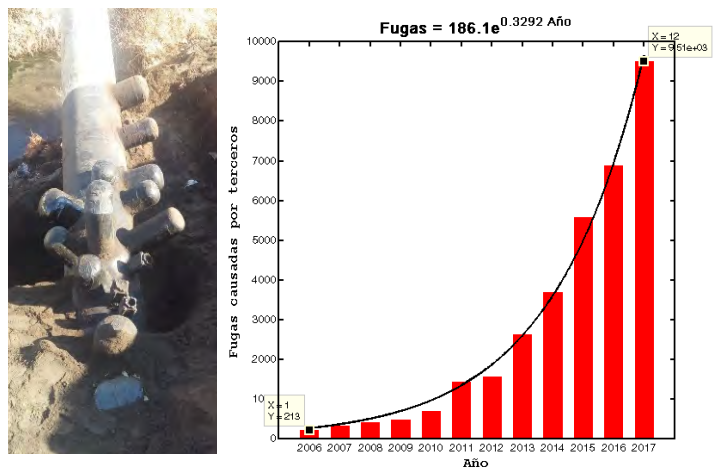 Fugas = 186.1e^0.3292 Año
X = 12
Y = 9.51e+03
10000
9000
8000
7000
6000
5000
4000
3000
2000
1000
0
Fugas causadas por terceros
X = 1
Y = 213
2006 2007 2008 2009 2010 2011 2012 2013 2014 2015 2016 2017
Año